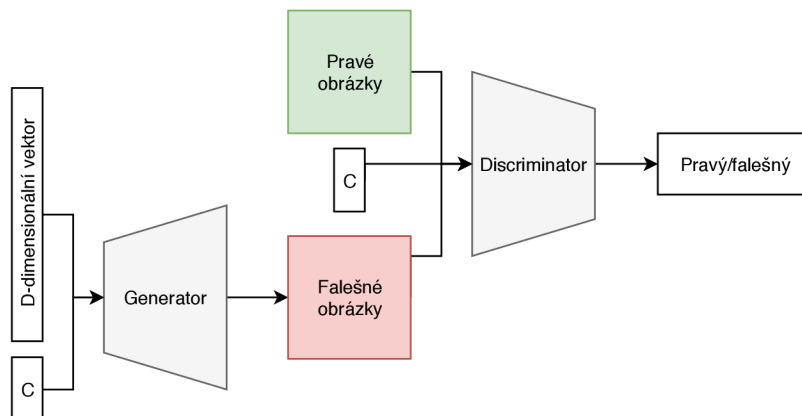 D-dimensionální vektor
C
Generator
Pravé
obrázky
C
Falešné
obrázky
Discriminator
Pravý/falešný